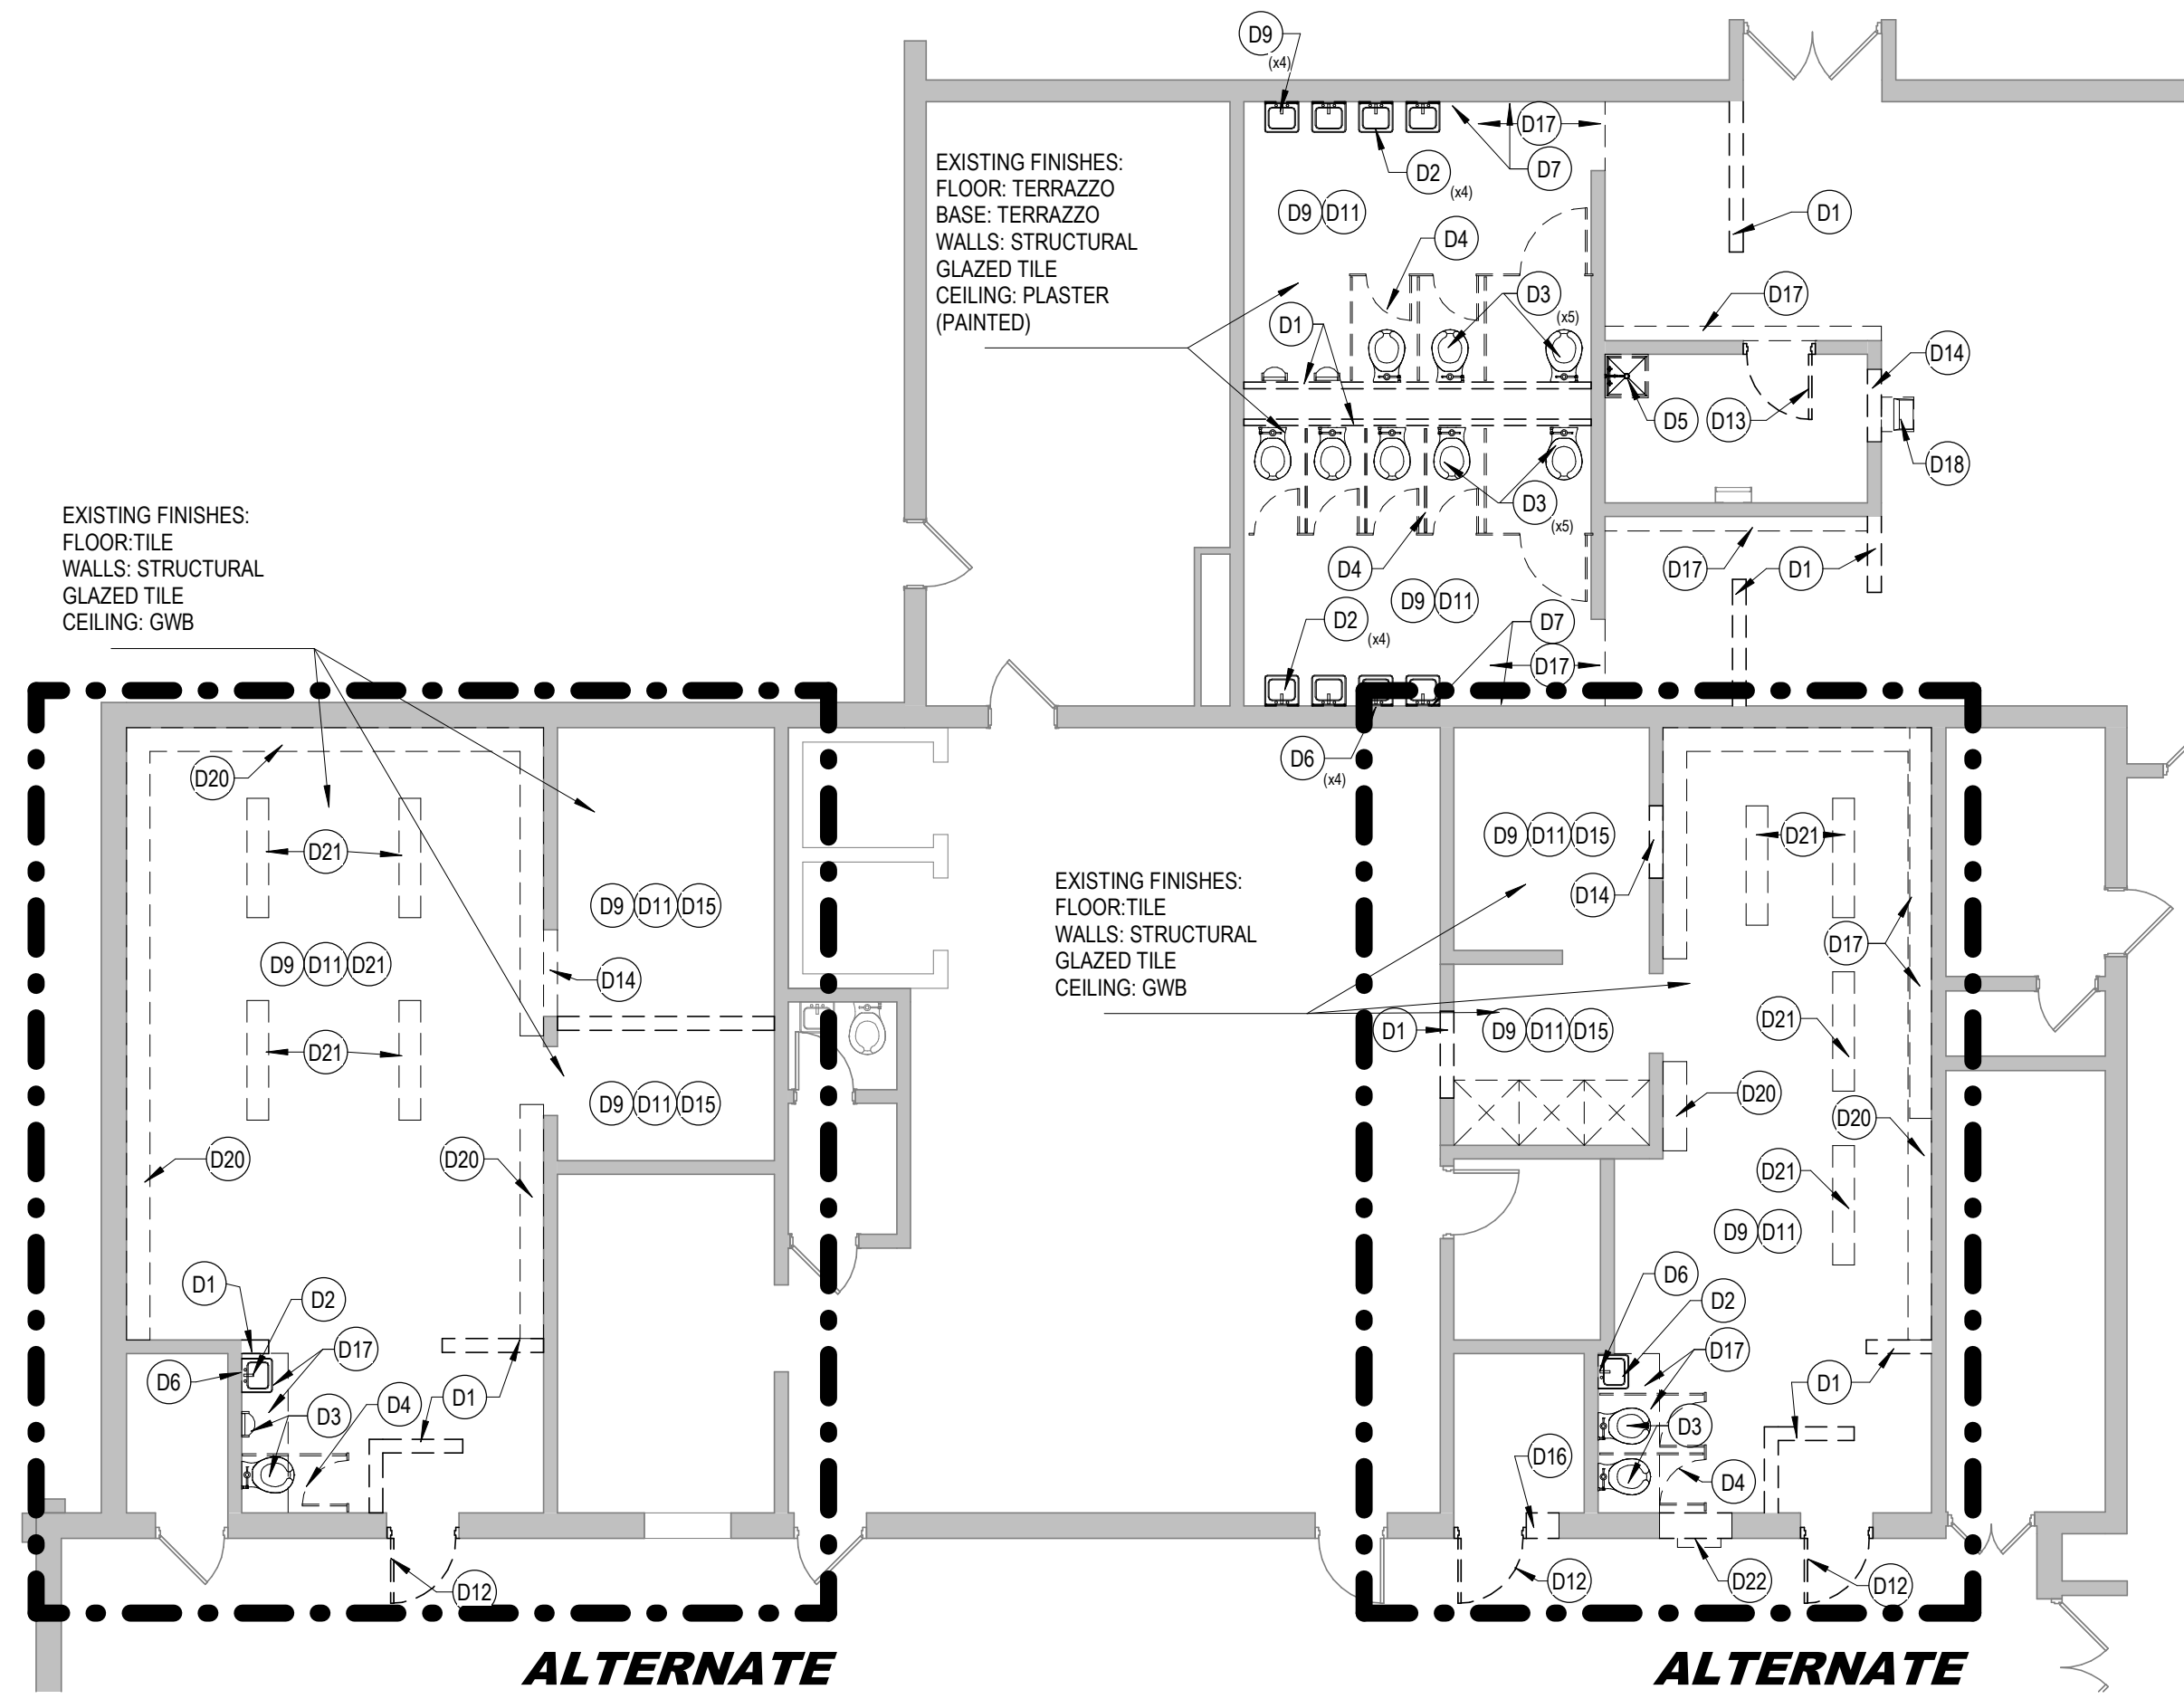 D9
(x4)
D17
D7
D2
(x4)
EXISTING FINISHES:
FLOOR: TERRAZZO
BASE: TERRAZZO
WALLS: STRUCTURAL
GLAZED TILE
CEILING: PLASTER
(PAINTED)
D9 D11
D1
D4
D3
(x5)
D17
D1
D14
D5 D13
D18
D3
(x5)
EXISTING FINISHES:
FLOOR:TILE
WALLS: STRUCTURAL
GLAZED TILE
CEILING: GWB
D4
D17 D1
D9 D11
D2
(x4)
D7
D17
D20
D6
(x4)
D21
D9 D11 D15
D21
D14
EXISTING FINISHES:
FLOOR:TILE
WALLS: STRUCTURAL
GLAZED TILE
CEILING: GWB
D9 D11 D15
D17
D9 D11 D21
D14
D21
D1
D9 D11 D15
D21
D9 D11 D15
D20
D20
D20
D20
D21
D9 D11
D1
D2
D6
D2
D17
D17
D6
D3
D4
D1
D1
D3
D16
D4
D12
D12
D22
D12
ALTERNATE
ALTERNATE